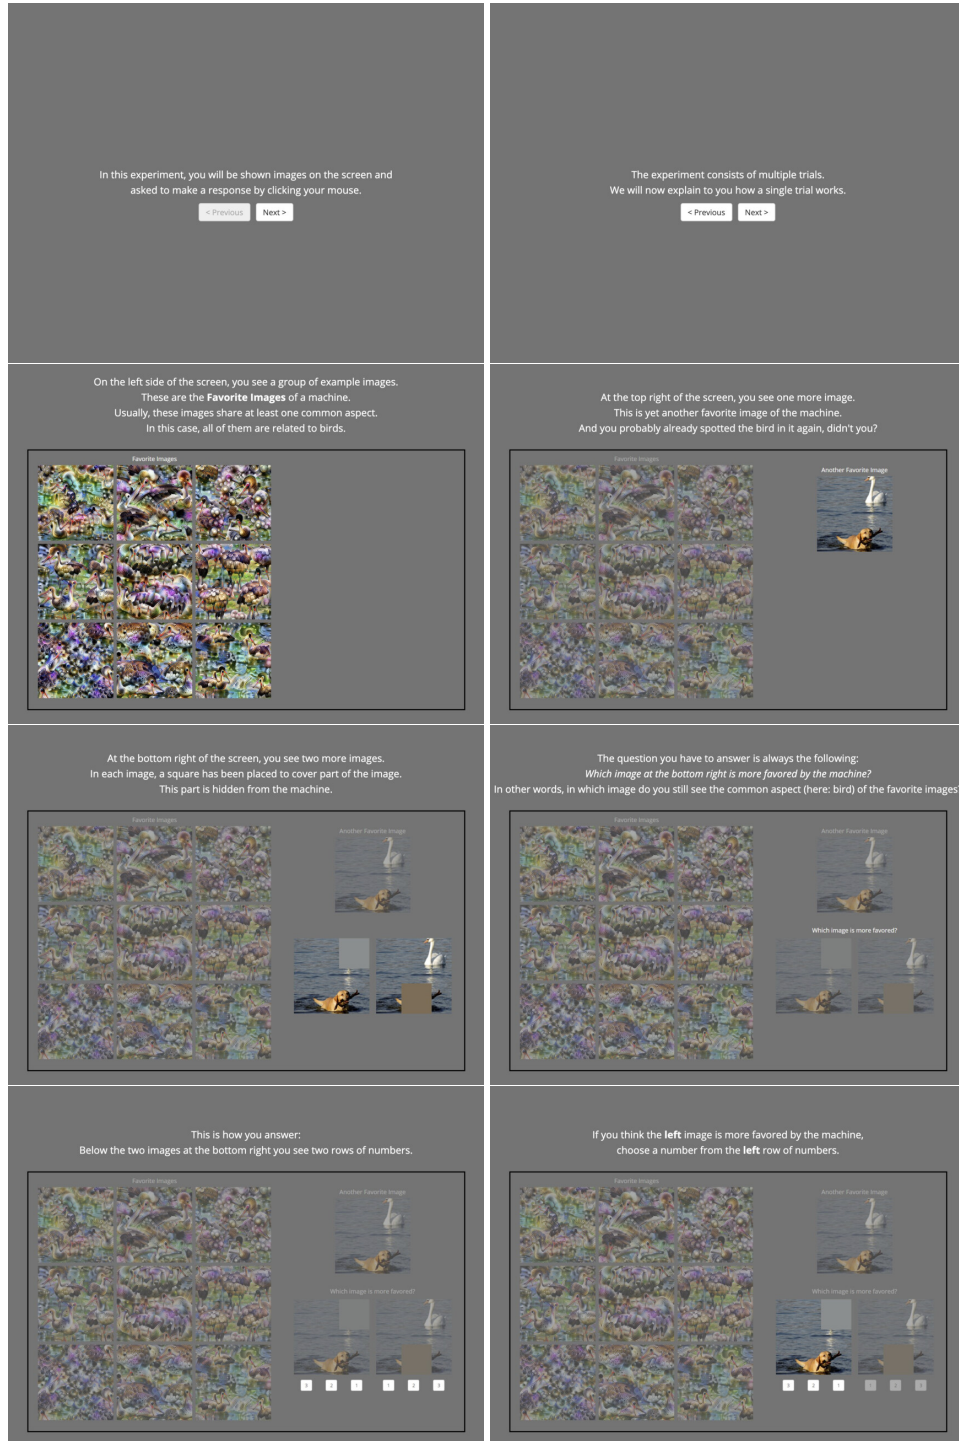 In this experiment, you will be shown images on the screen and
asked to make a response by clicking your mouse.
< Previous
Next >
The experiment consists of multiple trials.
We will now explain to you how a single trial works.
< Previous
Next >
On the left side of the screen, you see a group of example images.
These are the Favorite Images of a machine.
Usually, these images share at least one common aspect.
In this case, all of them are related to birds.
Favorite Images
At the top right of the screen, you see one more image.
This is yet another favorite image of the machine.
And you probably already spotted the bird in it again, didn't you?
Favorite Images
Another Favorite Image
At the bottom right of the screen, you see two more images.
In each image, a square has been placed to cover part of the image.
This part is hidden from the machine.
Favorite Images
Another Favorite Image
The question you have to answer is always the following:
Which image at the bottom right is more favored by the machine?
In other words, in which image do you still see the common aspect (here: bird) of the favorite images?
Favorite Images
Another Favorite Image
Which image is more favored?
This is how you answer:
Below the two images at the bottom right you see two rows of numbers.
Favorite Images
Another Favorite Image
Which image is more favored?
3 2 1 1 2 3
If you think the left image is more favored by the machine,
choose a number from the left row of numbers.
Favorite Images
Another Favorite Image
Which image is more favored?
3 2 1 1 2 3